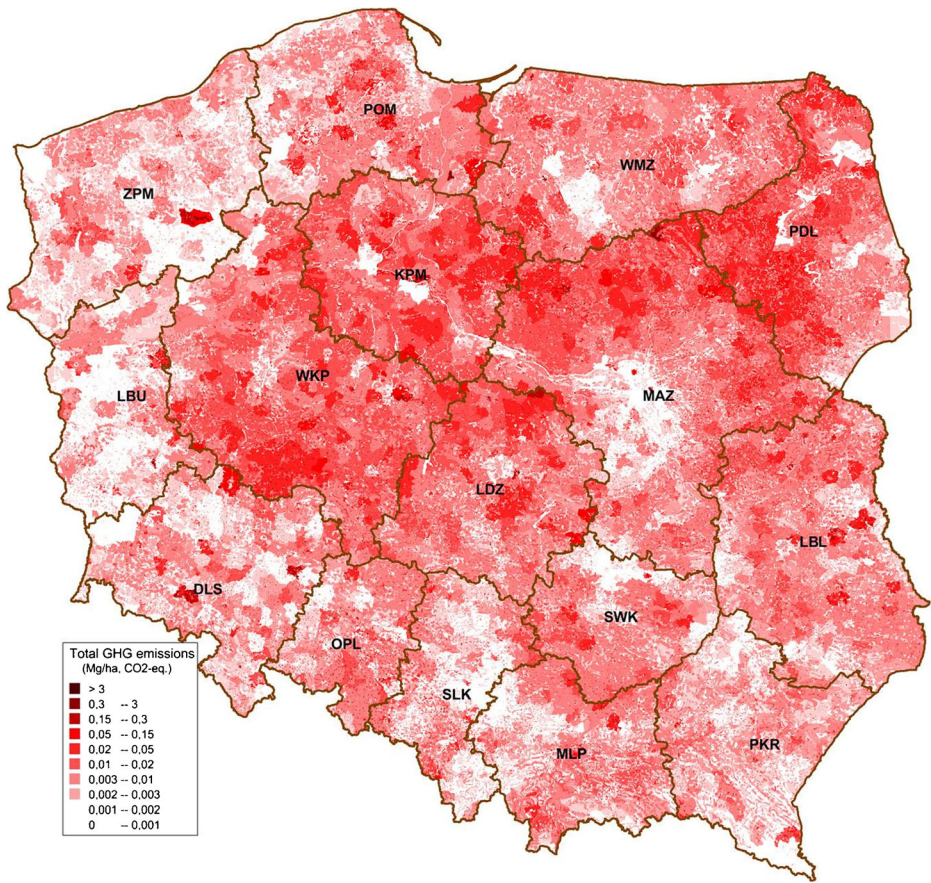 POM
WMZ
ZPM
PDL
KPM
WKP
LBU
MAZ
LDZ
LBL
DLS
SWK
OPL
SLK
MLP
PKR
Total GHG emissions
(Mg/ha, CO2-eq.)
> 3
0,3 -- 3
0,15 -- 0,3
0,05 -- 0,15
0,02 -- 0,05
0,01 -- 0,02
0,003 -- 0,01
0,002 -- 0,003
0,001 -- 0,002
0 -- 0,001